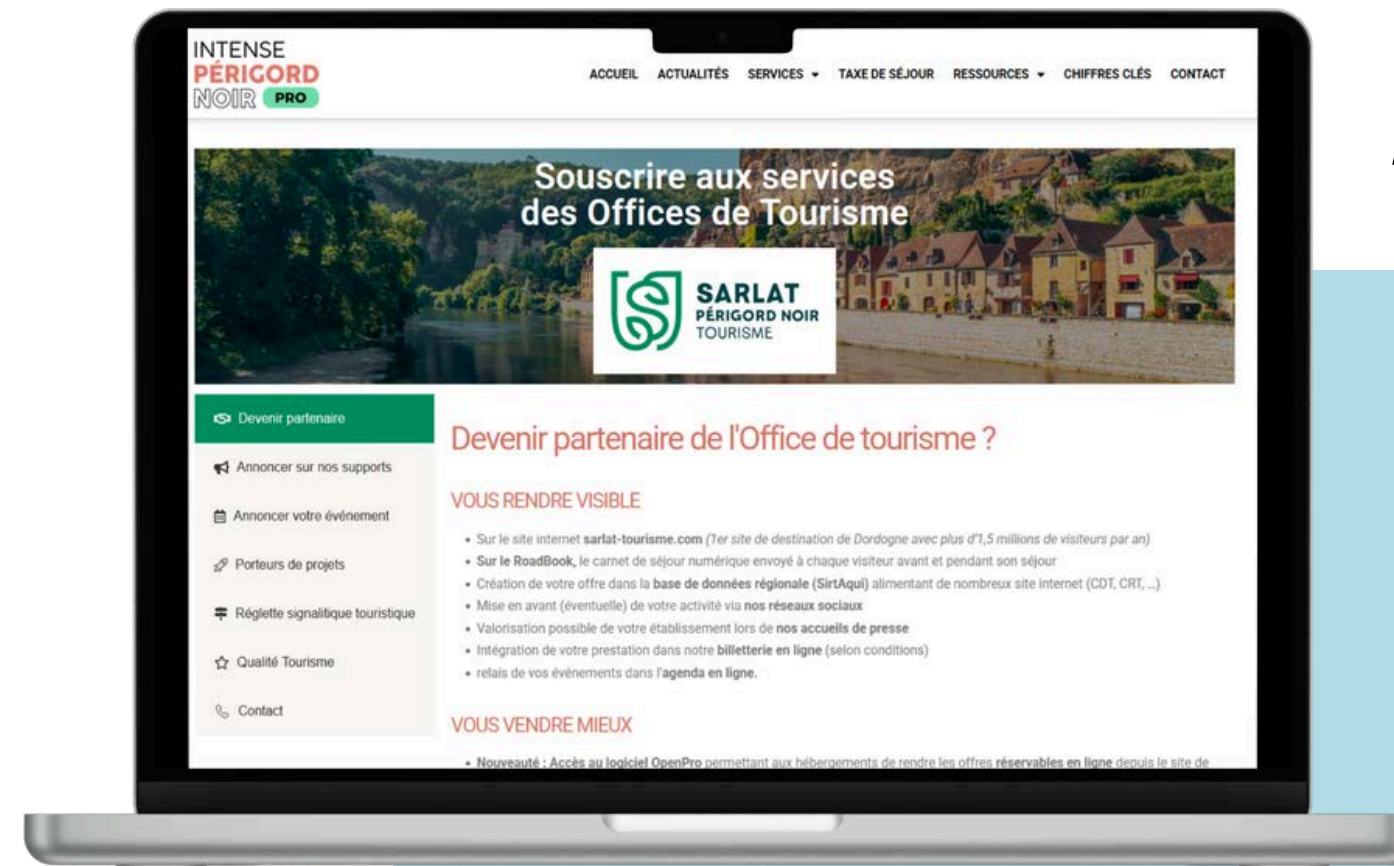 INTENSE
PÉRIGORD
NOIR PRO
ACCUEIL ACTUALITÉS SERVICES TAXE DE SÉJOUR RESSOURCES CHIFFRES CLÉS CONTACT
Souscrire aux services
des Offices de Tourisme
SARLAT
PÉRIGORD NOIR
TOURISME
Devenir partenaire
Annoncer sur nos supports
Annoncer votre événement
Porteurs de projets
Réglette signalitique touristique
Qualité Tourisme
Contact
Devenir partenaire de l'Office de tourisme ?
VOUS RENDRE VISIBLE
• Sur le site internet sarlat-tourisme.com (1er site de destination de Dordogne avec plus d'1,5 millions de visiteurs par an)
• Sur le RoadBook, le carnet de séjour numérique envoyé à chaque visiteur avant et pendant son séjour
• Création de votre offre dans la base de données régionale (SirtAqui) alimentant de nombreux site internet (CDT, CRT, ...)
• Mise en avant (éventuelle) de votre activité via nos réseaux sociaux
• Valorisation possible de votre établissement lors de nos accueils de presse
• Intégration de votre prestation dans notre billetterie en ligne (selon conditions)
• relais de vos évènements dans l'agenda en ligne.
VOUS VENDRE MIEUX
• Nouveauté : Accès au logiciel OpenPro permettant aux hébergements de rendre les offres réservables en ligne depuis le site de